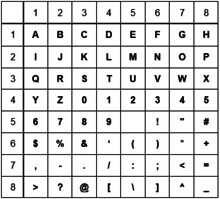 1 2 3 4 5 6 7 8
1 A B C D E F G H
2 I J K L M N O P
3 Q R S T U V W X
4 Y Z 0 1 2 3 4 5
5 6 7 8 9 ! " #
6 $ % & ‘ ( ) * +
7 , - . / : ; < =
8 > ? @ [ \ ] ^ _